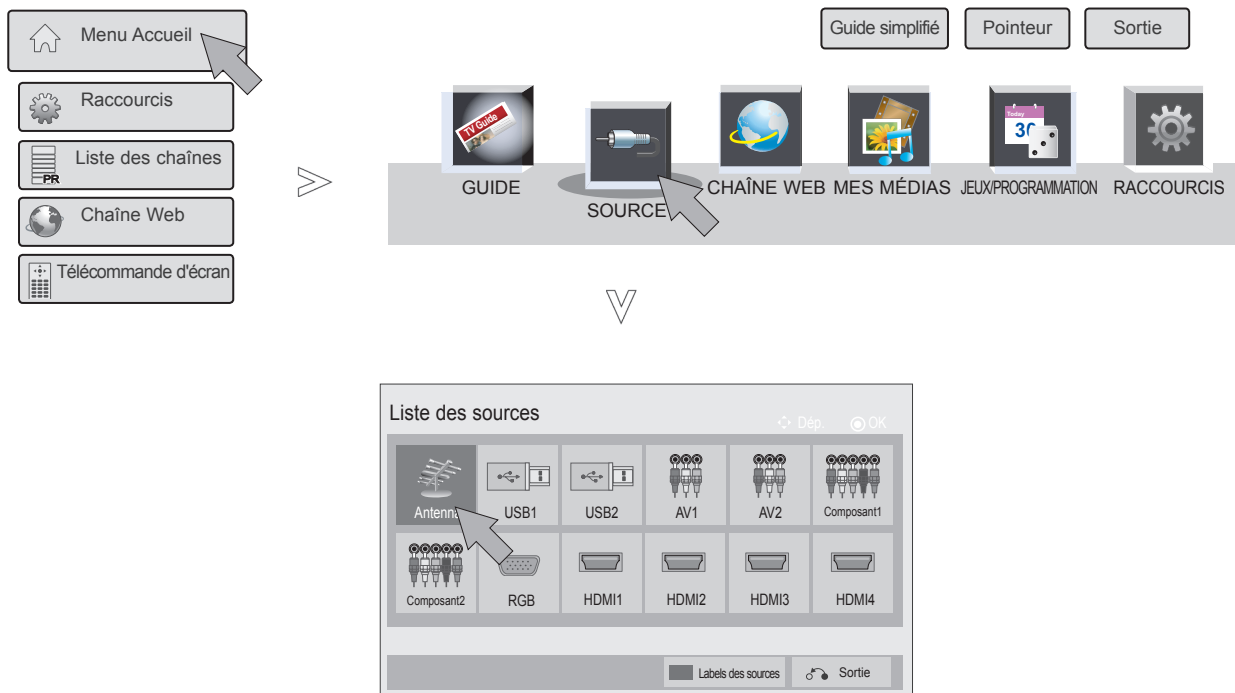 Menu Accueil
Raccourcis
Liste des chaînes
PR
Chaîne Web
Télécommande d'écran
Guide simplifié
Pointeur
Sortie
TV Guide
Today
30
GUIDE
SOURCE
CHAÎNE WEB
MES MÉDIAS
JEUX/PROGRAMMATION
RACCOURCIS
Liste des sources
Dép.
OK
Antenna
USB1
USB2
AV1
AV2
Composant1
Composant2
RGB
HDMI1
HDMI2
HDMI3
HDMI4
Labels des sources
Sortie